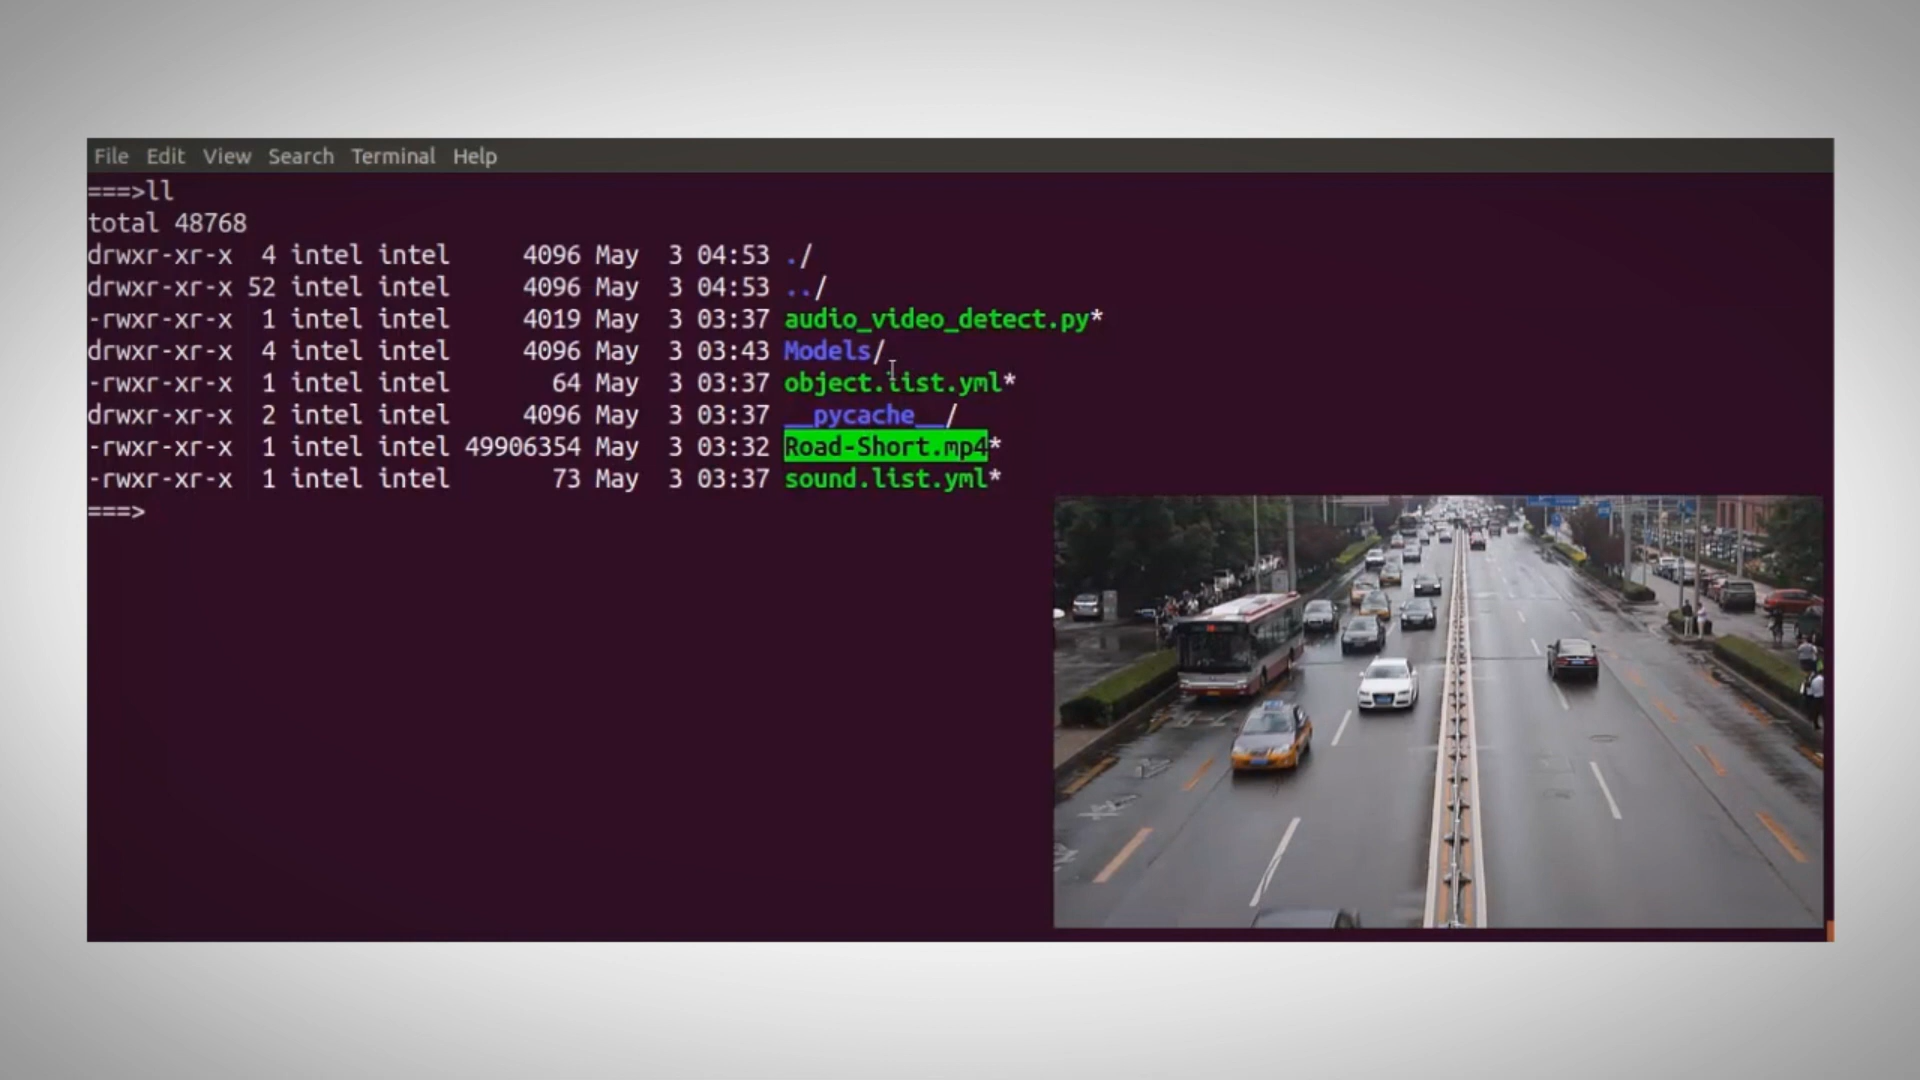 File Edit View Search Terminal Help
===>ll
total 48768
drwxr-xr-x  4 intel intel     4096 May  3 04:53 ./
drwxr-xr-x 52 intel intel     4096 May  3 04:53 ../
-rwxr-xr-x  1 intel intel     4019 May  3 03:37 audio_video_detect.py*
drwxr-xr-x  4 intel intel     4096 May  3 03:43 Models/
-rwxr-xr-x  1 intel intel       64 May  3 03:37 object.list.yml*
drwxr-xr-x  2 intel intel     4096 May  3 03:37 __pycache__/
-rwxr-xr-x  1 intel intel 49906354 May  3 03:32 Road-Short.mp4*
-rwxr-xr-x  1 intel intel       73 May  3 03:37 sound.list.yml*
===>